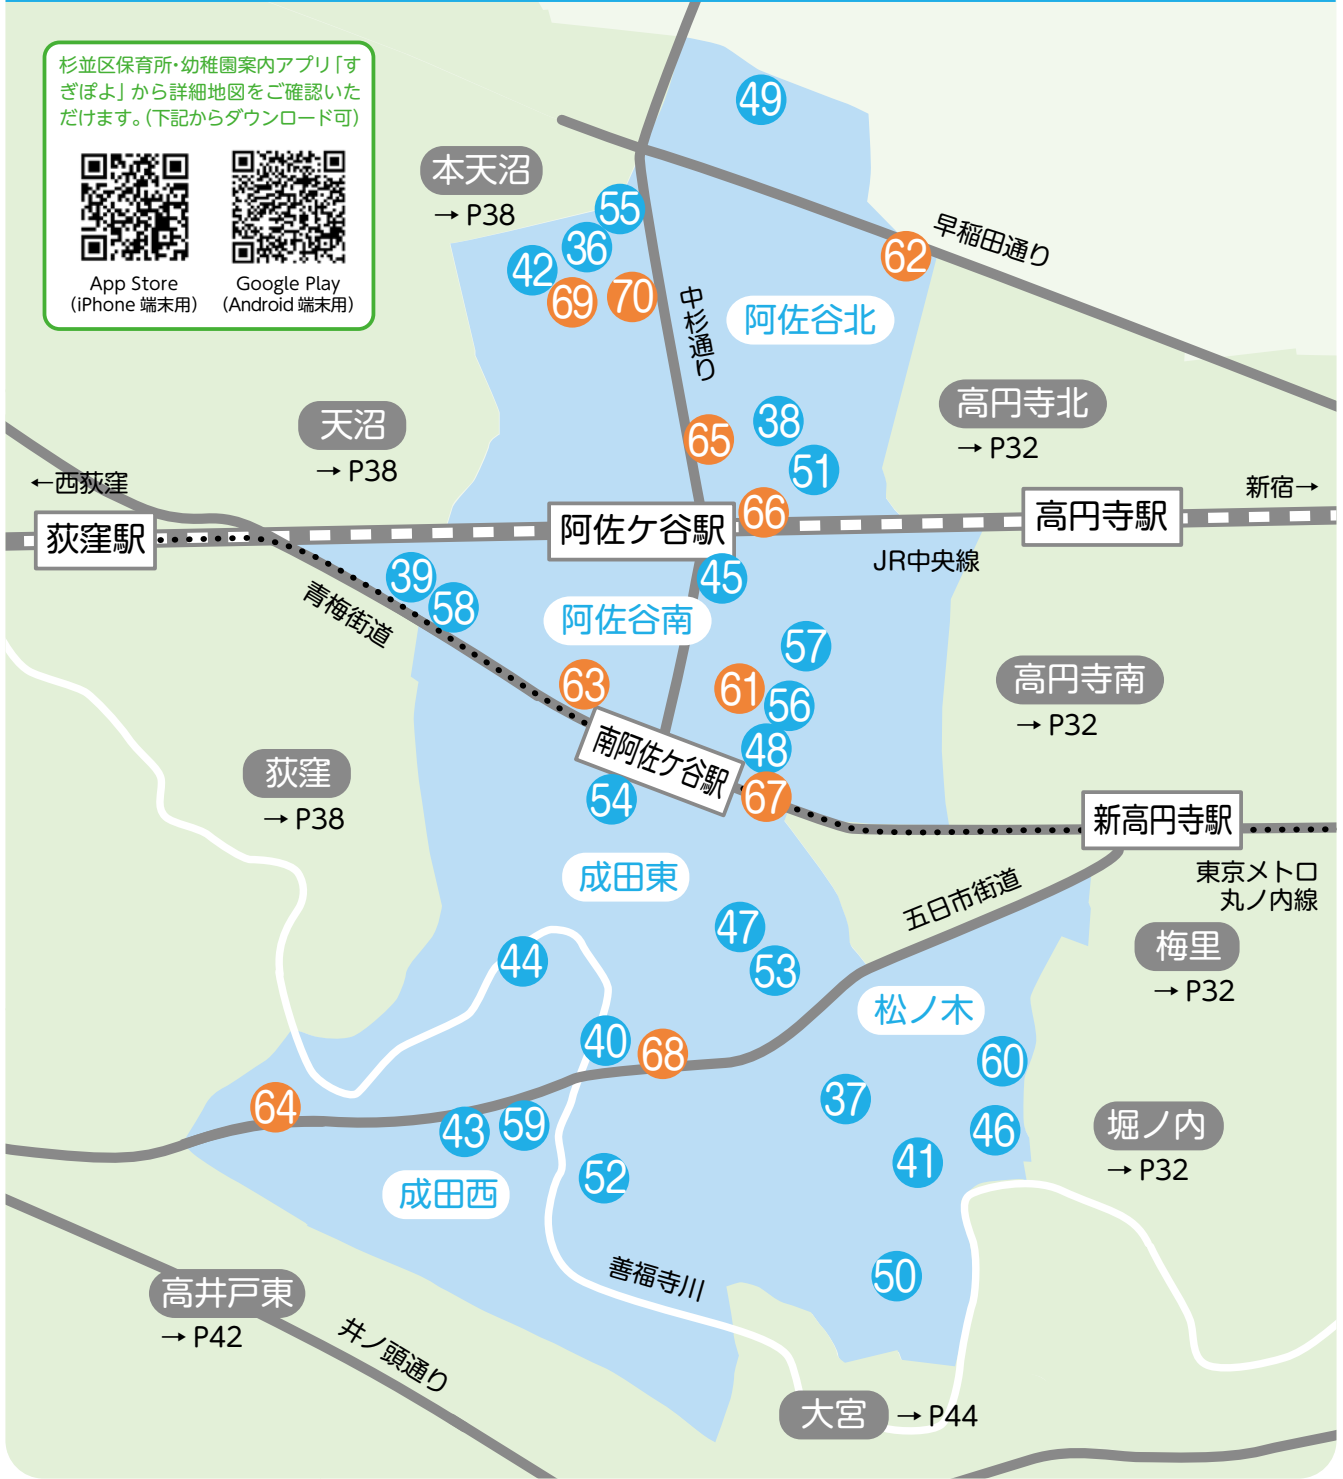 杉並区保育所・幼稚園案内アプリ「す
ぎぽよ」から詳細地図をご確認いた
だけます。(下記からダウンロード可)
App Store
(iPhone 端末用)
Google Play
(Android 端末用)
49
本天沼
→ P38
55
36
42
69
70
62
早稲田通り
中杉通り
阿佐谷北
天沼
→ P38
高円寺北
→ P32
65
38
51
66
←西荻窪
新宿→
荻窪駅
阿佐ケ谷駅
高円寺駅
JR中央線
39
58
45
青梅街道
阿佐谷南
57
63
61
56
48
67
高円寺南
→ P32
南阿佐ケ谷駅
54
荻窪
→ P38
新高円寺駅
東京メトロ
丸ノ内線
成田東
五日市街道
47
53
44
梅里
→ P32
松ノ木
40
68
60
64
37
43
59
46
41
52
堀ノ内
→ P32
成田西
善福寺川
50
高井戸東
→ P42
井ノ頭通り
大宮
→ P44